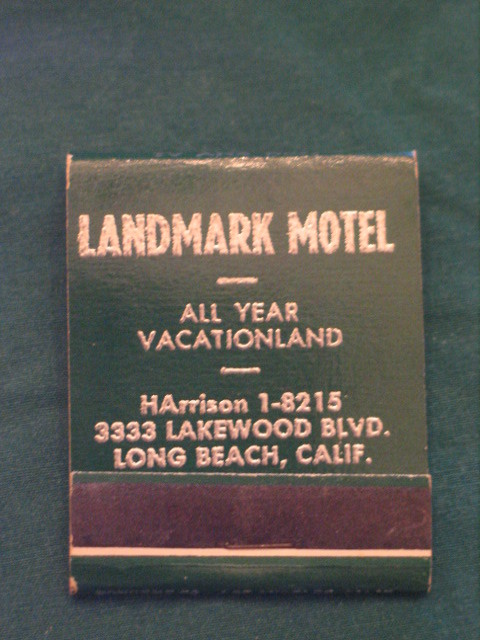 LANDMARK MOTEL
ALL YEAR
VACATIONLAND
HArrison 1-8215
3333 LAKEWOOD BLVD.
LONG BEACH, CALIF.